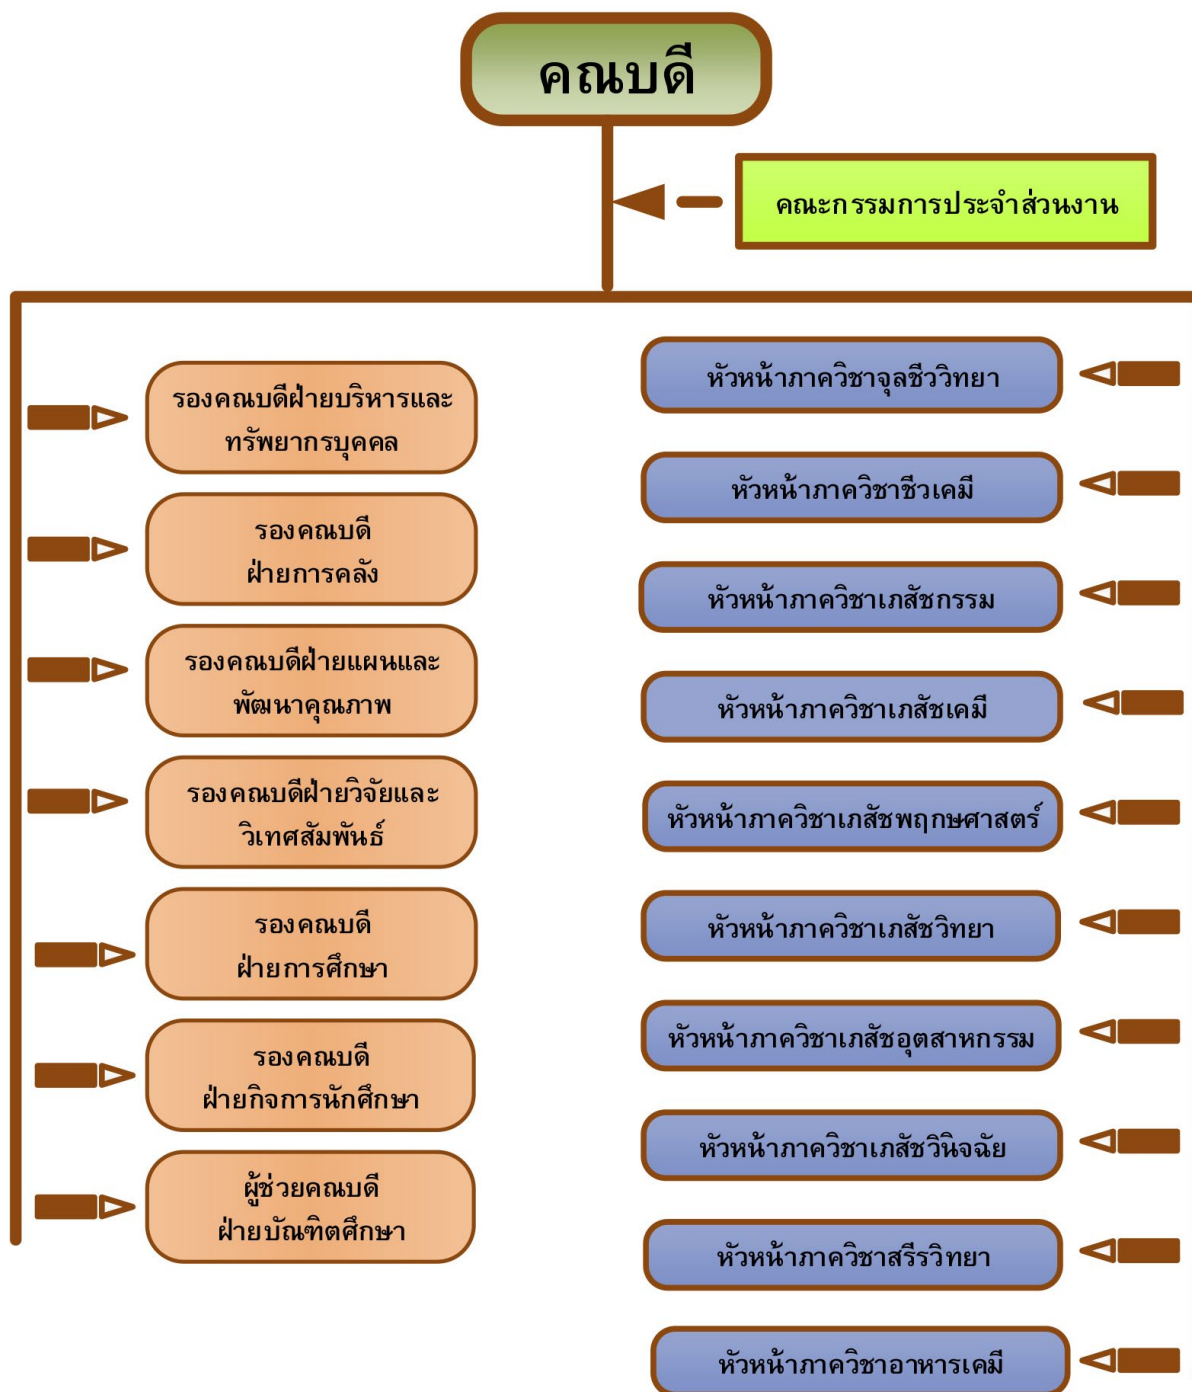 คณบดี
คณะกรรมการประจำส่วนงาน
รองคณบดีฝ่ายบริหารและ
ทรัพยากรบุคคล
รองคณบดี
ฝ่ายการคลัง
รองคณบดีฝ่ายแผนและ
พัฒนาคุณภาพ
รองคณบดีฝ่ายวิจัยและ
วิเทศสัมพันธ์
รองคณบดี
ฝ่ายการศึกษา
รองคณบดี
ฝ่ายกิจการนักศึกษา
ผู้ช่วยคณบดี
ฝ่ายบัณฑิตศึกษา
หัวหน้าภาควิชาจุลชีววิทยา
หัวหน้าภาควิชาชีวเคมี
หัวหน้าภาควิชาเภสัชกรรม
หัวหน้าภาควิชาเภสัชเคมี
หัวหน้าภาควิชาเภสัชพฤกษศาสตร์
หัวหน้าภาควิชาเภสัชวิทยา
หัวหน้าภาควิชาเภสัชอุตสาหกรรม
หัวหน้าภาควิชาเภสัชวินิจฉัย
หัวหน้าภาควิชาสรีรวิทยา
หัวหน้าภาควิชาอาหารเคมี